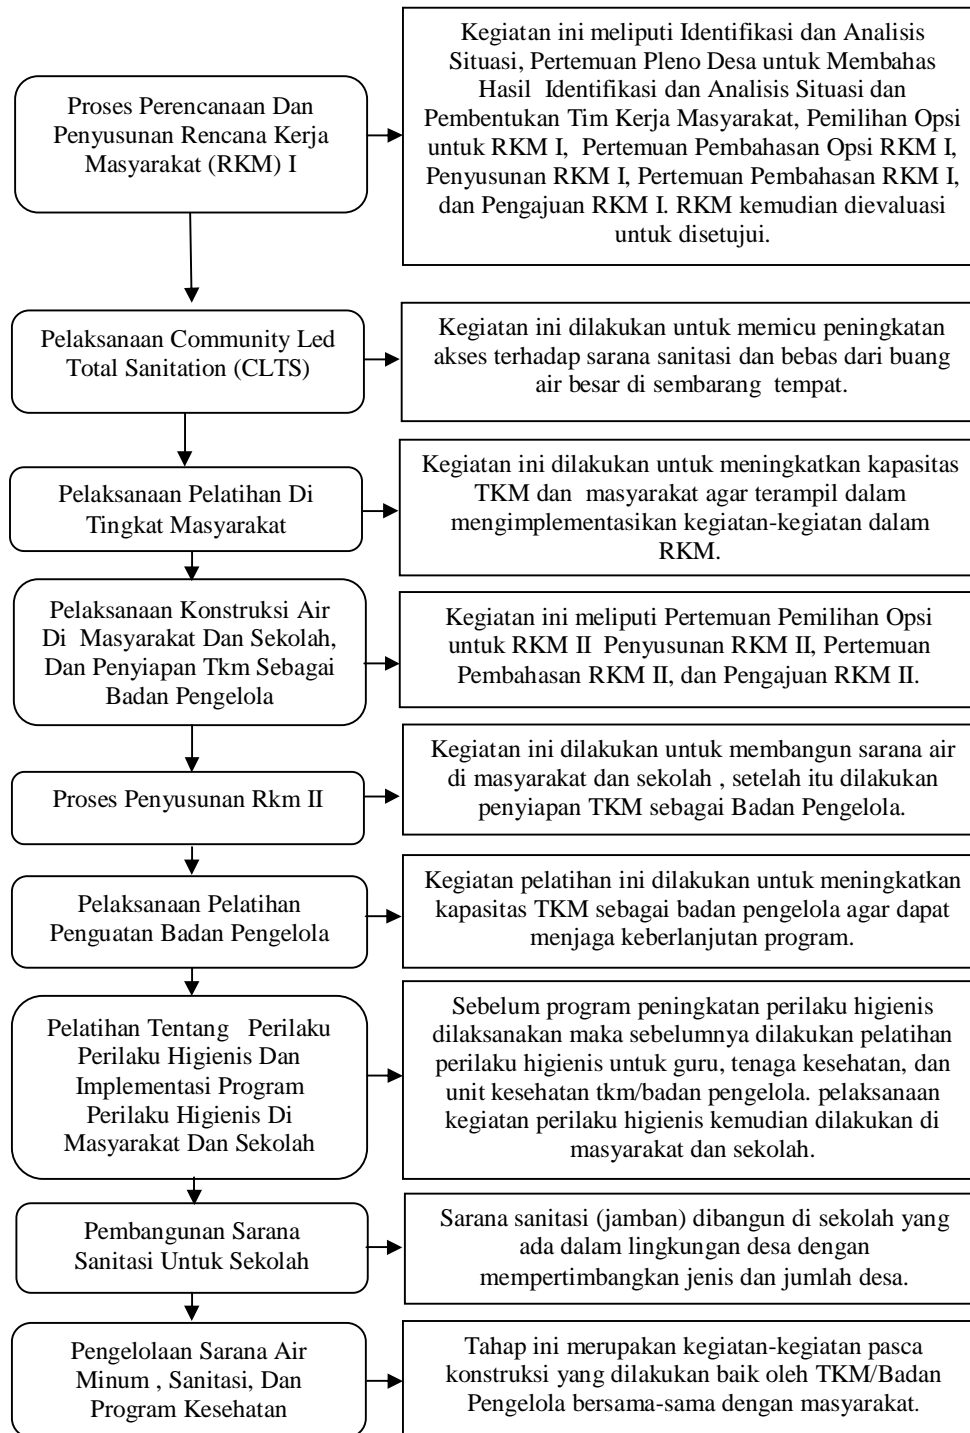 Proses Perencanaan Dan
Penyusunan Rencana Kerja
Masyarakat (RKM) I
Kegiatan ini meliputi Identifikasi dan Analisis
Situasi, Pertemuan Pleno Desa untuk Membahas
Hasil Identifikasi dan Analisis Situasi dan
Pembentukan Tim Kerja Masyarakat, Pemilihan Opsi
untuk RKM I, Pertemuan Pembahasan Opsi RKM I,
Penyusunan RKM I, Pertemuan Pembahasan RKM I,
dan Pengajuan RKM I. RKM kemudian dievaluasi
untuk disetujui.
Pelaksanaan Community Led
Total Sanitation (CLTS)
Kegiatan ini dilakukan untuk memicu peningkatan
akses terhadap sarana sanitasi dan bebas dari buang
air besar di sembarang tempat.
Pelaksanaan Pelatihan Di
Tingkat Masyarakat
Kegiatan ini dilakukan untuk meningkatkan kapasitas
TKM dan masyarakat agar terampil dalam
mengimplementasikan kegiatan-kegiatan dalam
RKM.
Pelaksanaan Konstruksi Air
Di Masyarakat Dan Sekolah,
Dan Penyiapan Tkm Sebagai
Badan Pengelola
Kegiatan ini meliputi Pertemuan Pemilihan Opsi
untuk RKM II Penyusunan RKM II, Pertemuan
Pembahasan RKM II, dan Pengajuan RKM II.
Proses Penyusunan Rkm II
Kegiatan ini dilakukan untuk membangun sarana air
di masyarakat dan sekolah , setelah itu dilakukan
penyiapan TKM sebagai Badan Pengelola.
Pelaksanaan Pelatihan
Penguatan Badan Pengelola
Kegiatan pelatihan ini dilakukan untuk meningkatkan
kapasitas TKM sebagai badan pengelola agar dapat
menjaga keberlanjutan program.
Pelatihan Tentang Perilaku
Perilaku Higienis Dan
Implementasi Program
Perilaku Higienis Di
Masyarakat Dan Sekolah
Sebelum program peningkatan perilaku higienis
dilaksanakan maka sebelumnya dilakukan pelatihan
perilaku higienis untuk guru, tenaga kesehatan, dan
unit kesehatan tkm/badan pengelola. pelaksanaan
kegiatan perilaku higienis kemudian dilakukan di
masyarakat dan sekolah.
Pembangunan Sarana
Sanitasi Untuk Sekolah
Sarana sanitasi (jamban) dibangun di sekolah yang
ada dalam lingkungan desa dengan
mempertimbangkan jenis dan jumlah desa.
Pengelolaan Sarana Air
Minum , Sanitasi, Dan
Program Kesehatan
Tahap ini merupakan kegiatan-kegiatan pasca
konstruksi yang dilakukan baik oleh TKM/Badan
Pengelola bersama-sama dengan masyarakat.